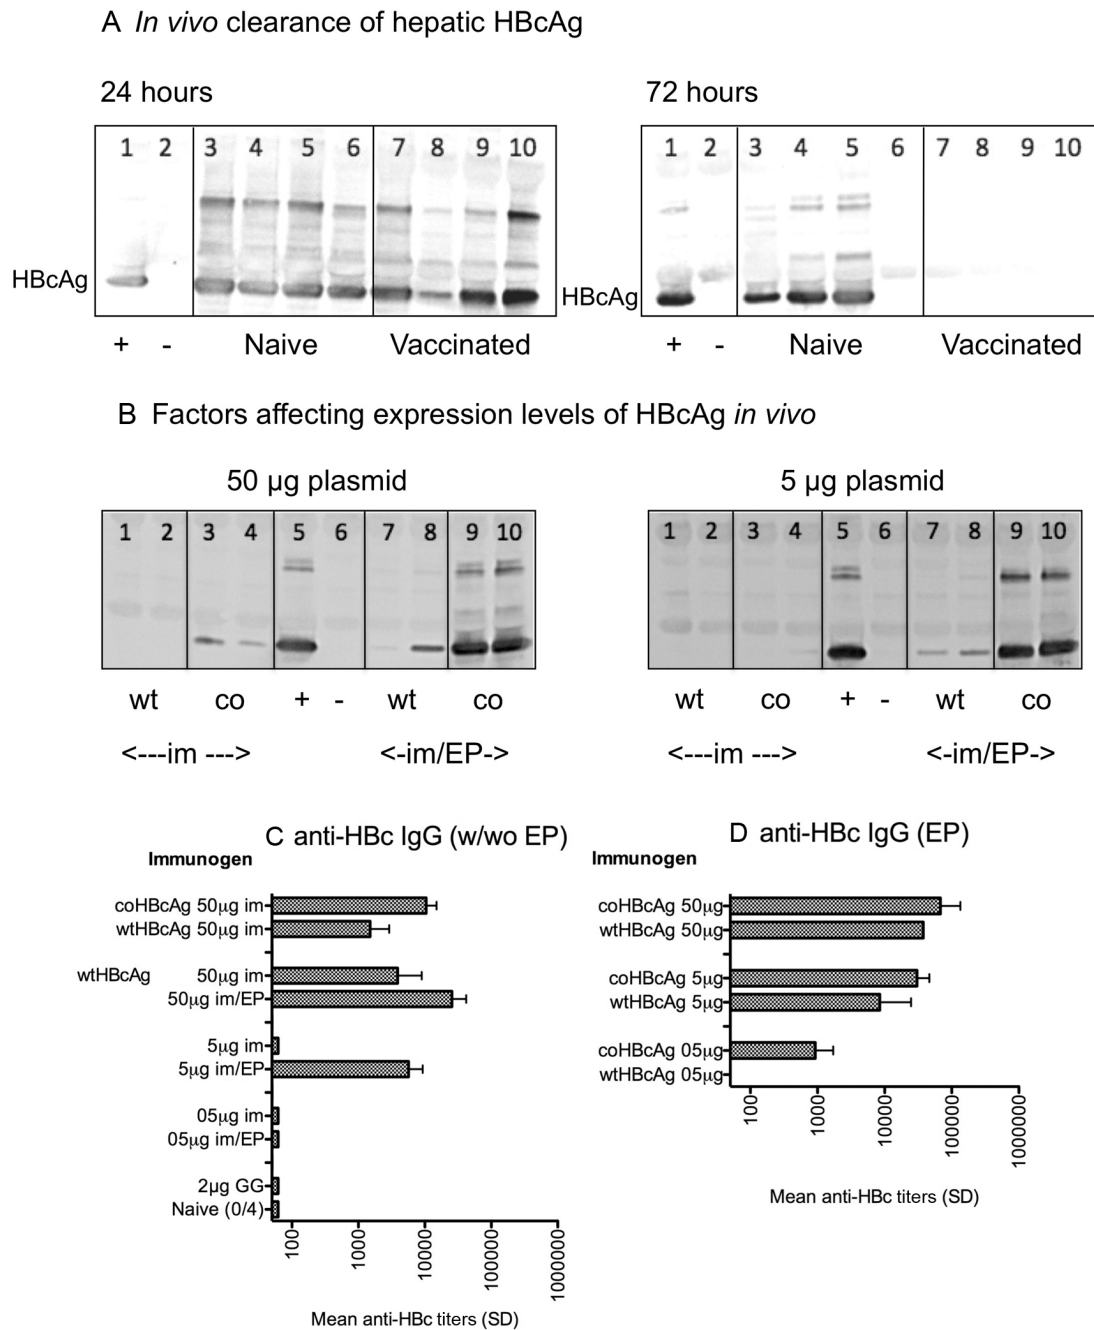 A In vivo clearance of hepatic HBcAg
24 hours
72 hours
1 2 3 4 5 6 7 8 9 10
1 2 3 4 5 6 7 8 9 10
HBcAg
HBcAg
+ - Naive Vaccinated
+ - Naive Vaccinated
B Factors affecting expression levels of HBcAg in vivo
50 µg plasmid
5 µg plasmid
1 2 3 4 5 6 7 8 9 10
1 2 3 4 5 6 7 8 9 10
wt co + - wt co
wt co + - wt co
<---im ---> <-im/EP->
<---im ---> <-im/EP->
C anti-HBc IgG (w/wo EP)
Immunogen
coHBcAg 50µg im
wtHBcAg 50µg im
wtHBcAg 50µg im
50µg im/EP
5µg im
5µg im/EP
05µg im
05µg im/EP
2µg GG
Naive (0/4)
100
1000
10000
100000
1000000
Mean anti-HBc titers (SD)
D anti-HBc IgG (EP)
Immunogen
coHBcAg 50µg
wtHBcAg 50µg
coHBcAg 5µg
wtHBcAg 5µg
coHBcAg 05µg
wtHBcAg 05µg
100
1000
10000
100000
1000000
Mean anti-HBc titers (SD)